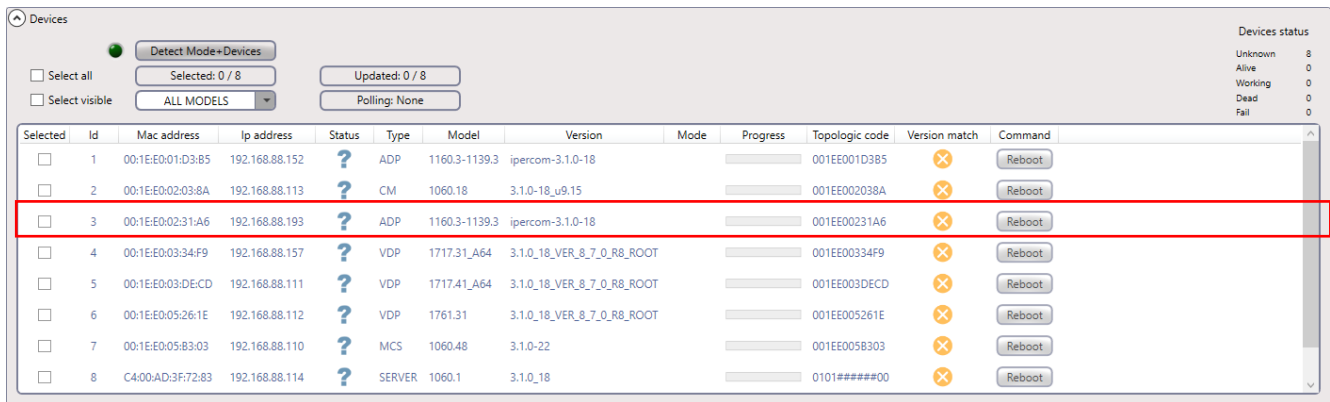 Devices
Devices status
Detect Mode+Devices
Unknown 8
Select all Selected: 0 / 8 Updated: 0 / 8 Alive 0
Working 0
Select visible ALL MODELS Polling: None Dead 0
Fail 0
Selected Id Mac address Ip address Status Type Model Version Mode Progress Topologic code Version match Command
1 00:1E:E0:01:D3:B5 192.168.88.152 ? ADP 1160.3-1139.3 ipercom-3.1.0-18 001EE001D3B5 Reboot
2 00:1E:E0:02:03:8A 192.168.88.113 ? CM 1060.18 3.1.0-18_u9.15 001EE002038A Reboot
3 00:1E:E0:02:31:A6 192.168.88.193 ? ADP 1160.3-1139.3 ipercom-3.1.0-18 001EE00231A6 Reboot
4 00:1E:E0:03:34:F9 192.168.88.157 ? VDP 1717.31_A64 3.1.0_18_VER_8_7_0_R8_ROOT 001EE00334F9 Reboot
5 00:1E:E0:03:DE:CD 192.168.88.111 ? VDP 1717.41_A64 3.1.0_18_VER_8_7_0_R8_ROOT 001EE003DECD Reboot
6 00:1E:E0:05:26:1E 192.168.88.112 ? VDP 1761.31 3.1.0_18_VER_8_7_0_R8_ROOT 001EE005261E Reboot
7 00:1E:E0:05:B3:03 192.168.88.110 ? MCS 1060.48 3.1.0-22 001EE005B303 Reboot
8 C4:00:AD:3F:72:83 192.168.88.114 ? SERVER 1060.1 3.1.0_18 0101######00 Reboot